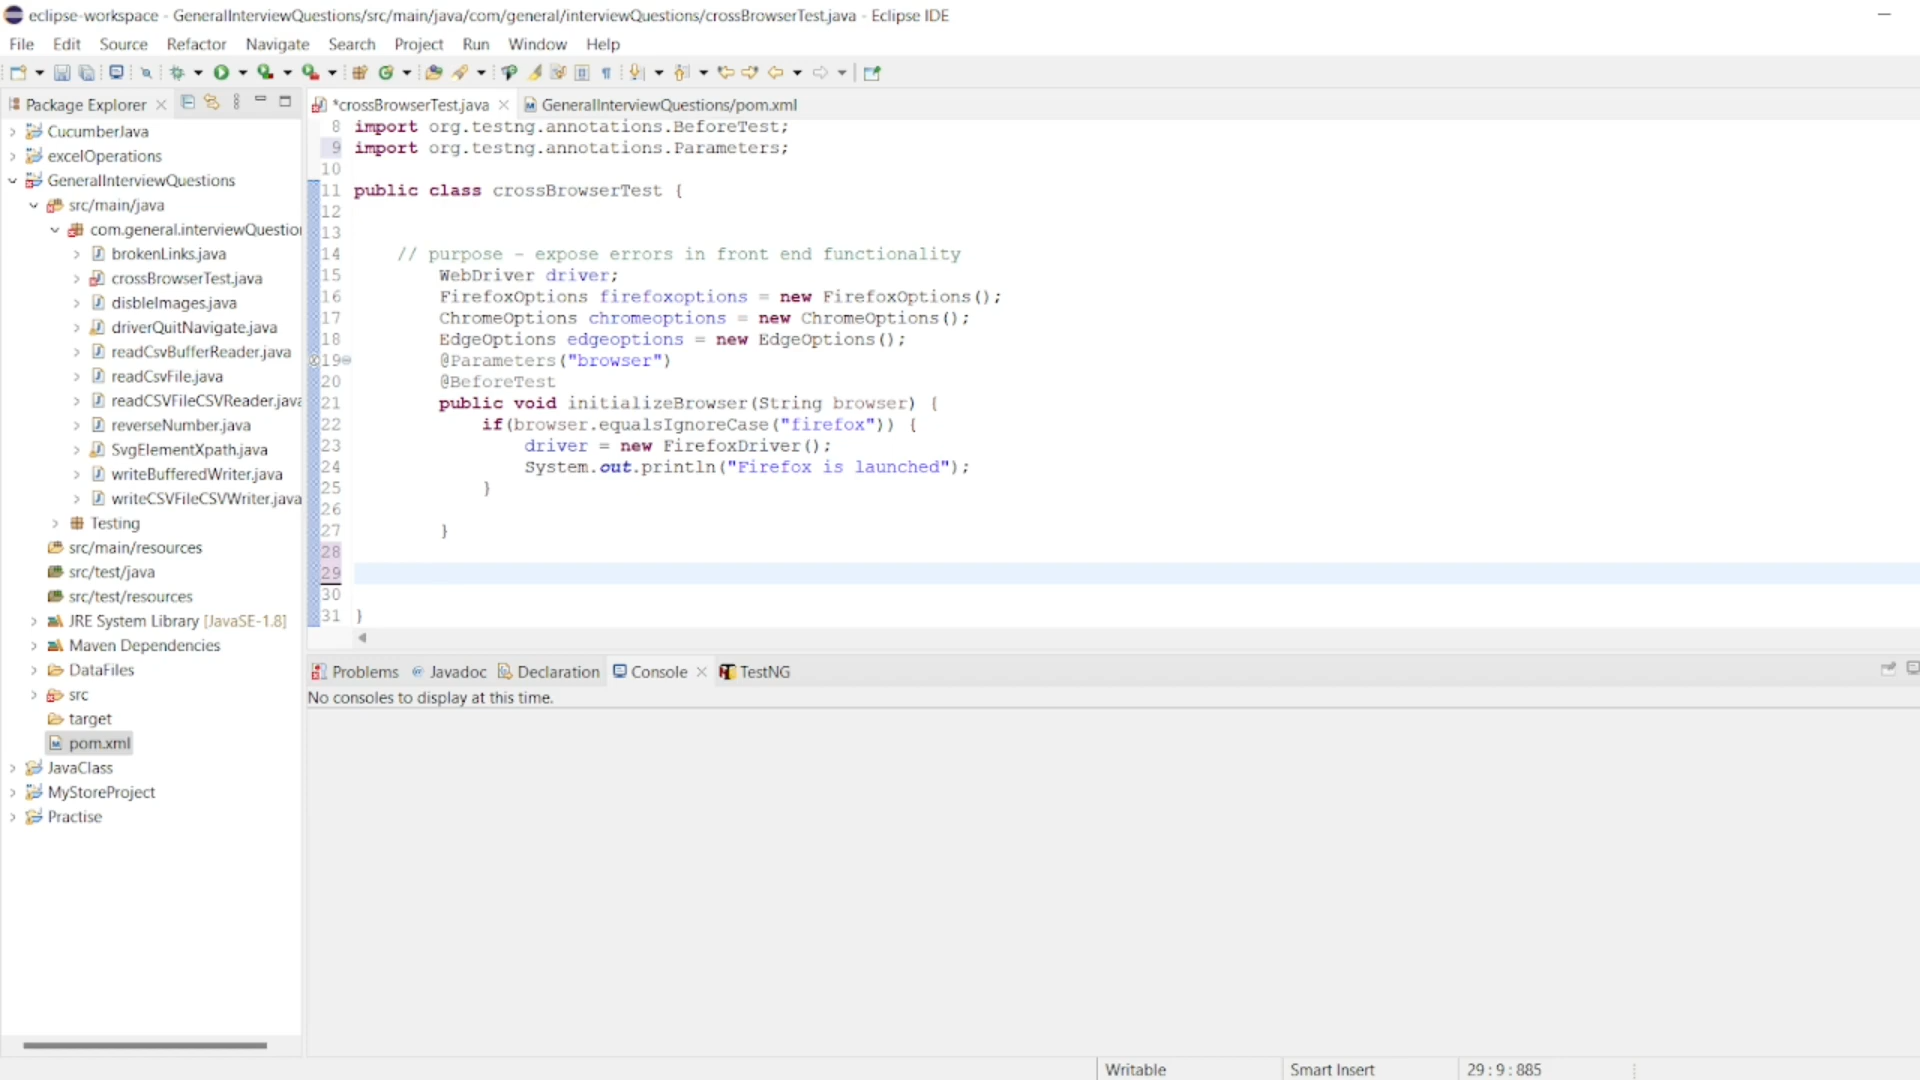 eclipse-workspace - GeneralInterviewQuestions/src/main/java/com/general/interviewQuestions/crossBrowserTest.java - Eclipse IDE
File Edit Source Refactor Navigate Search Project Run Window Help
Package Explorer
*crossBrowserTest.java
GeneralInterviewQuestions/pom.xml
CucumberJava
excelOperations
GeneralInterviewQuestions
src/main/java
com.general.interviewQuestion
brokenLinks.java
crossBrowserTest.java
disbleImages.java
driverQuitNavigate.java
readCsvBufferReader.java
readCsvFile.java
readCSVFileCSVReader.java
reverseNumber.java
SvgElementXpath.java
writeBufferedWriter.java
writeCSVFileCSVWriter.java
Testing
src/main/resources
src/test/java
src/test/resources
JRE System Library [JavaSE-1.8]
Maven Dependencies
DataFiles
src
target
pom.xml
JavaClass
MyStoreProject
Practise
8 import org.testng.annotations.BeforeTest;
9 import org.testng.annotations.Parameters;
10
11 public class crossBrowserTest {
12
13
14 // purpose - expose errors in front end functionality
15 WebDriver driver;
16 FirefoxOptions firefoxoptions = new FirefoxOptions();
17 ChromeOptions chromeoptions = new ChromeOptions();
18 EdgeOptions edgeoptions = new EdgeOptions();
19 @Parameters("browser")
20 @BeforeTest
21 public void initializeBrowser(String browser) {
22 if(browser.equalsIgnoreCase("firefox")) {
23 driver = new FirefoxDriver();
24 System.out.println("Firefox is launched");
25 }
26
27 }
28
29
30
31 }
Problems Javadoc Declaration Console TestNG
No consoles to display at this time.
Writable Smart Insert 29 : 9 : 885